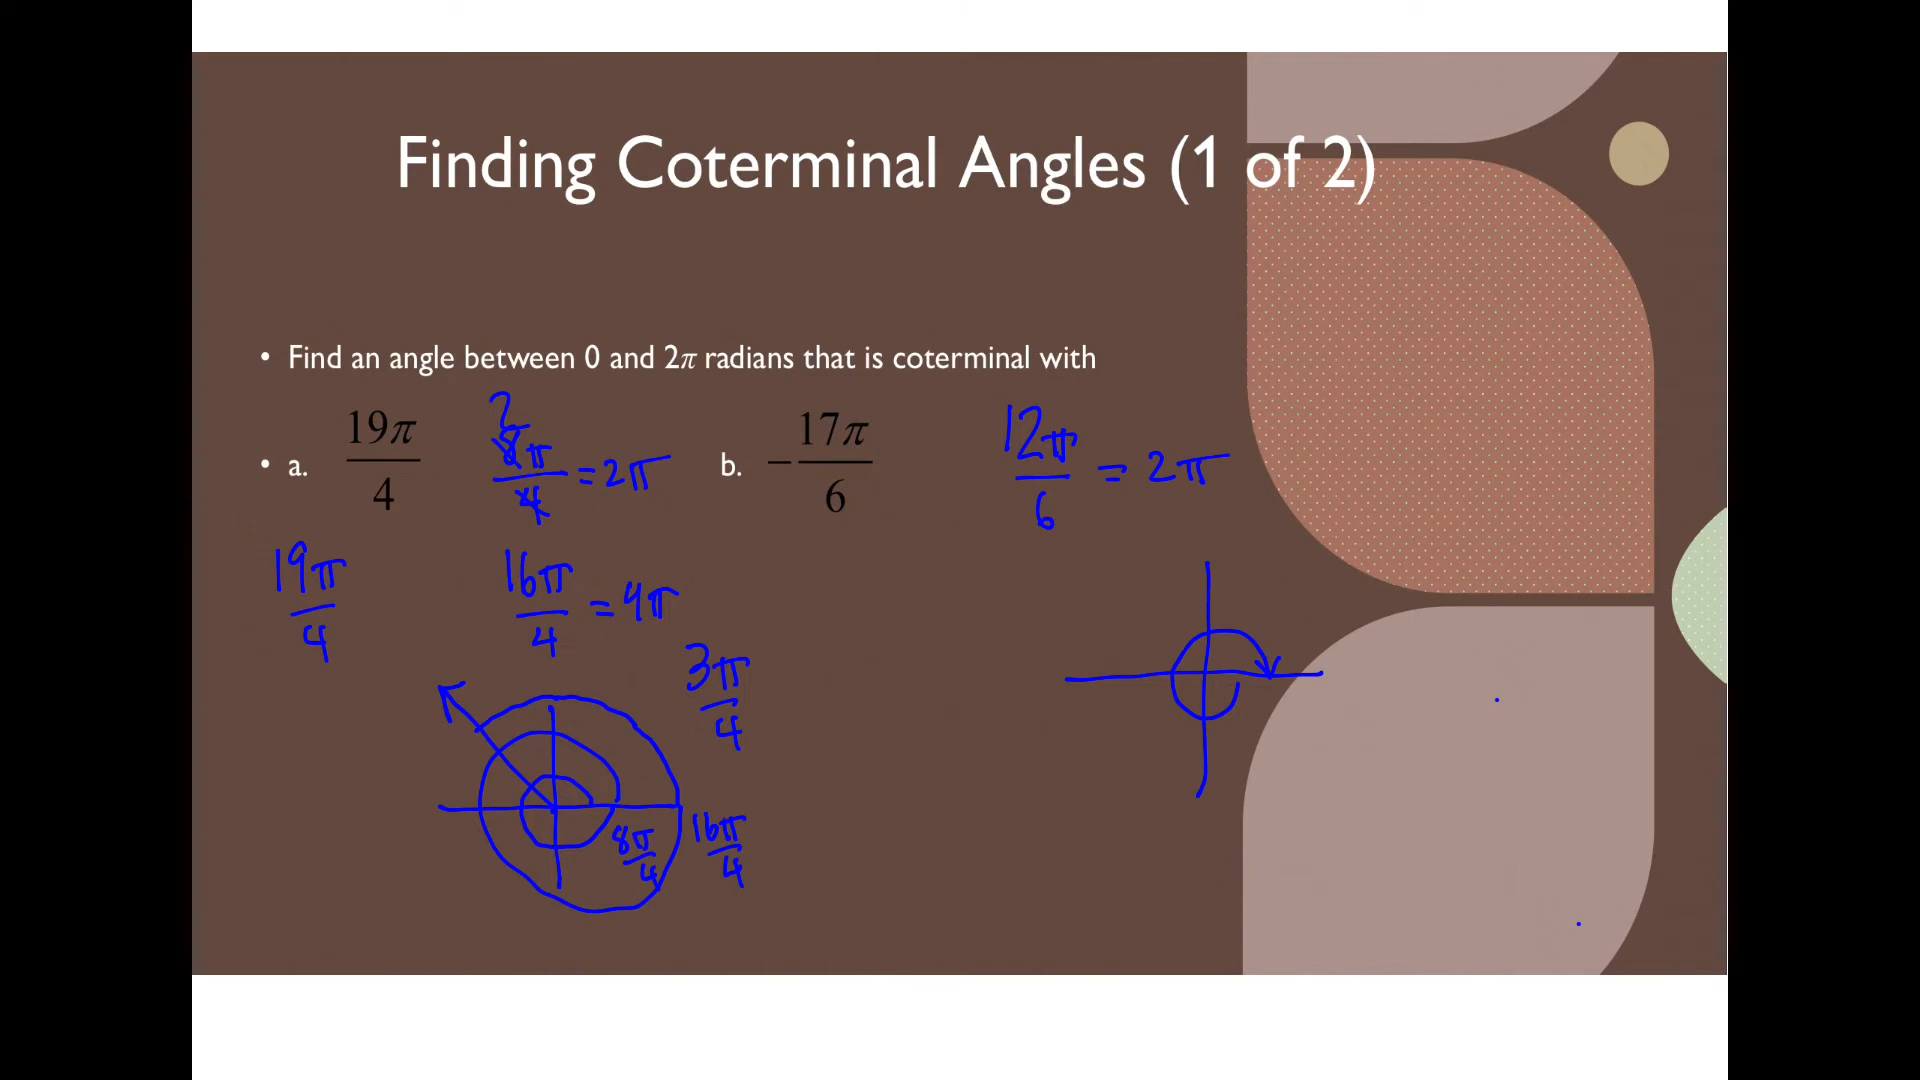 Finding Coterminal Angles (1 of 2)
• Find an angle between 0 and 2π radians that is coterminal with
• a. 19π/4
2
8π/4 = 2π
b. −17π/6
12π/6 = 2π
19π/4
16π/4 = 4π
3π/4
8π/4
16π/4